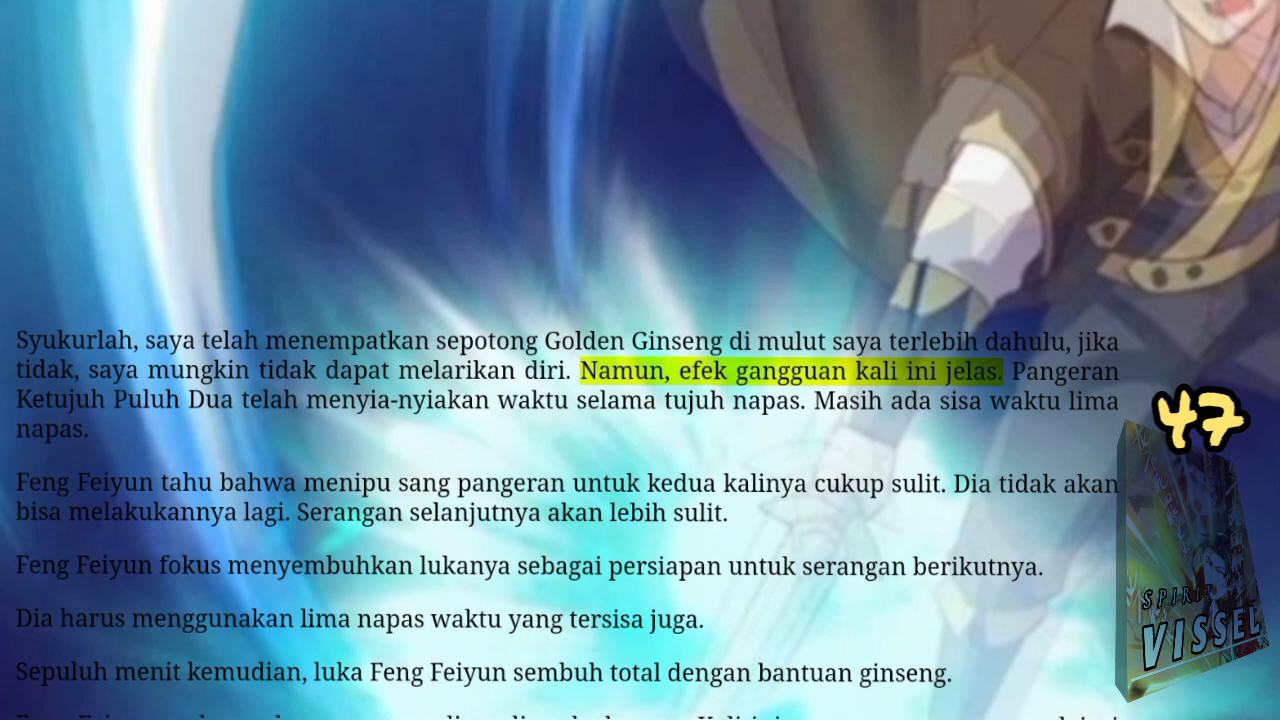 Syukurlah, saya telah menempatkan sepotong Golden Ginseng di mulut saya terlebih dahulu, jika
tidak, saya mungkin tidak dapat melarikan diri. Namun, efek gangguan kali ini jelas. Pangeran
Ketujuh Puluh Dua telah menyia-nyiakan waktu selama tujuh napas. Masih ada sisa waktu lima
napas.
Feng Feiyun tahu bahwa menipu sang pangeran untuk kedua kalinya cukup sulit. Dia tidak akan
bisa melakukannya lagi. Serangan selanjutnya akan lebih sulit.
Feng Feiyun fokus menyembuhkan lukanya sebagai persiapan untuk serangan berikutnya.
Dia harus menggunakan lima napas waktu yang tersisa juga.
Sepuluh menit kemudian, luka Feng Feiyun sembuh total dengan bantuan ginseng.
47
SPIRIT
VISSEL